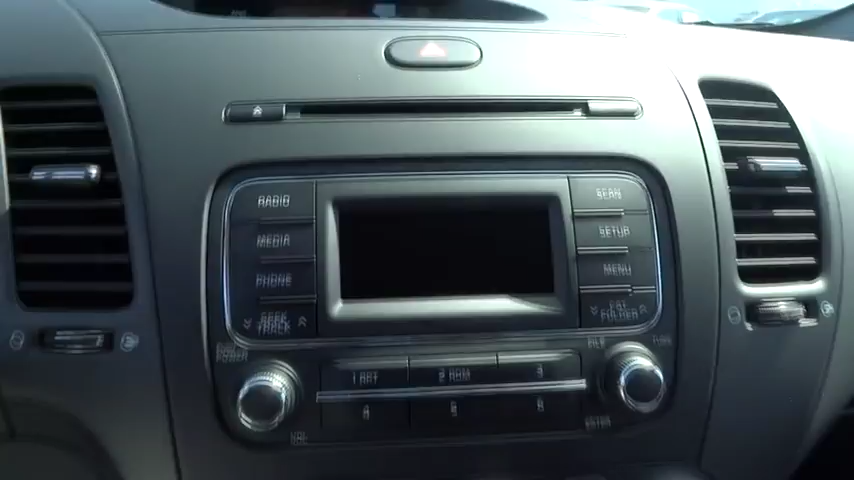 RADIO
SCAN
MEDIA
SETUP
PHONE
MENU
SEEK
TRACK
CAT
FOLDER
POWER
FILE
TUNE
1 RPT
2 RDM
3
4
5
6
VOL
ENTER